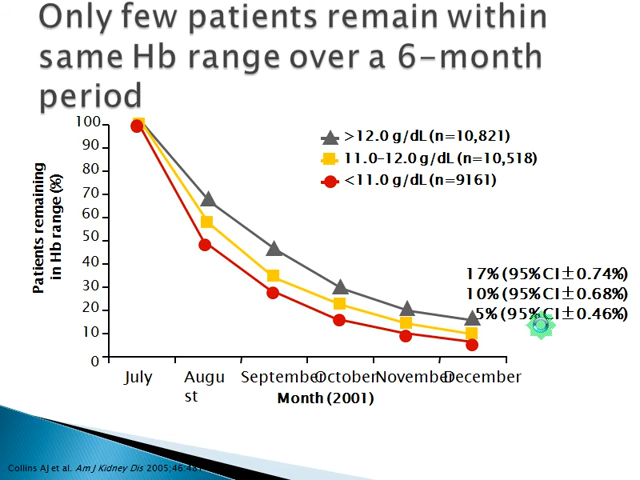 Only few patients remain within
same Hb range over a 6-month
period
Patients remaining
in Hb range (%)
100
90
80
70
60
50
40
30
20
10
0
>12.0 g/dL (n=10,821)
11.0–12.0 g/dL (n=10,518)
<11.0 g/dL (n=9161)
17% (95% CI±0.74%)
10% (95% CI±0.68%)
5% (95% CI±0.46%)
July
Augu
st
September
October
November
December
Month (2001)
Collins AJ et al. Am J Kidney Dis 2005;46:481